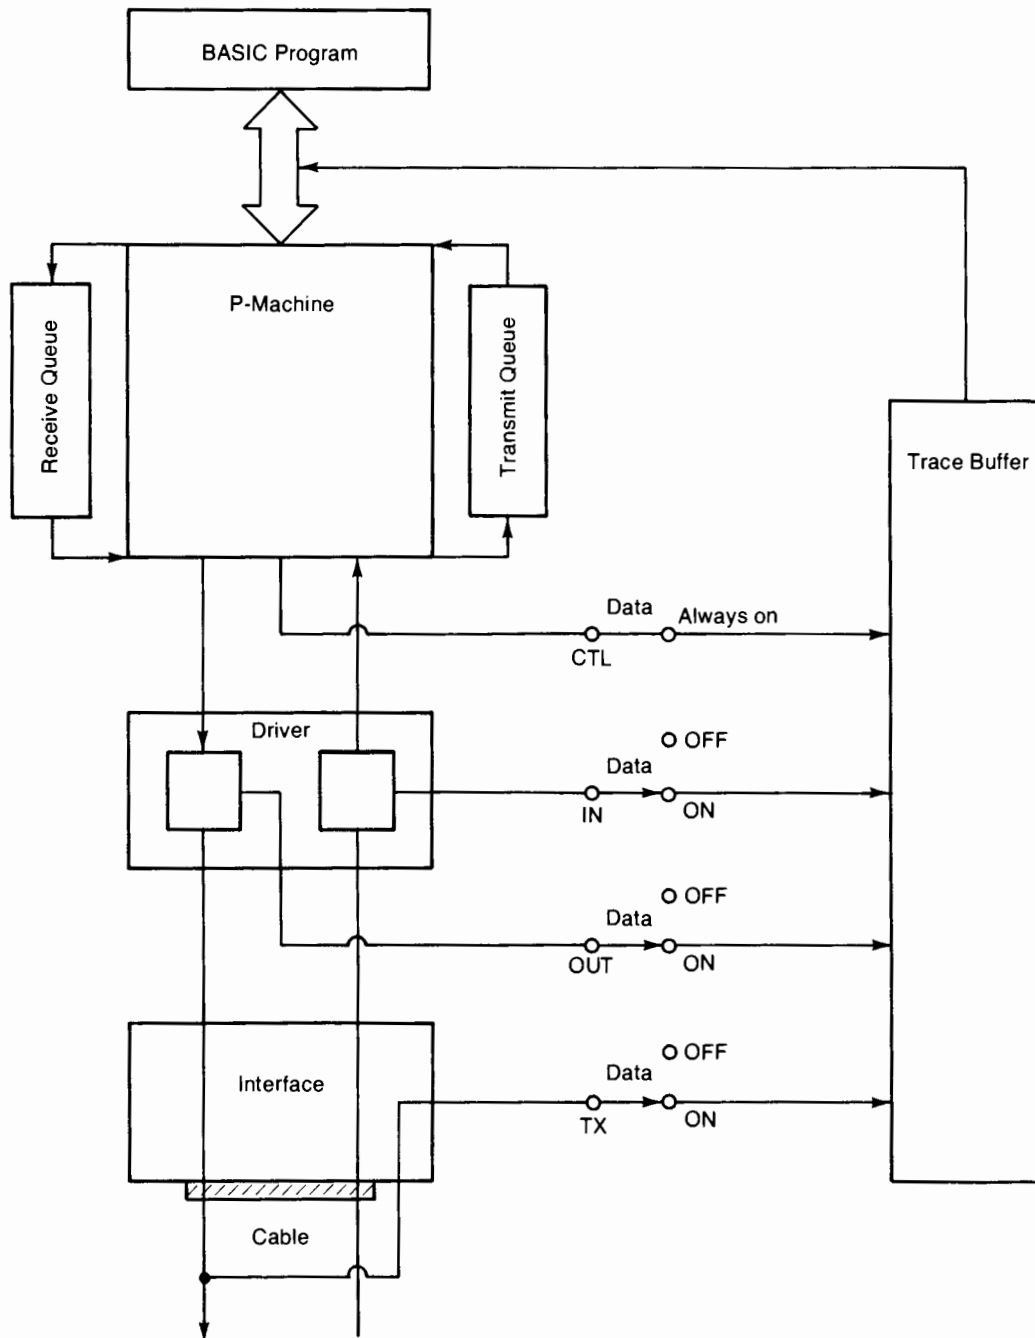 BASIC Program
P-Machine
Receive Queue
Transmit Queue
Trace Buffer
Data
Always on
CTL
Driver
OFF
Data
IN
ON
OFF
Data
OUT
ON
Interface
OFF
Data
TX
ON
Cable